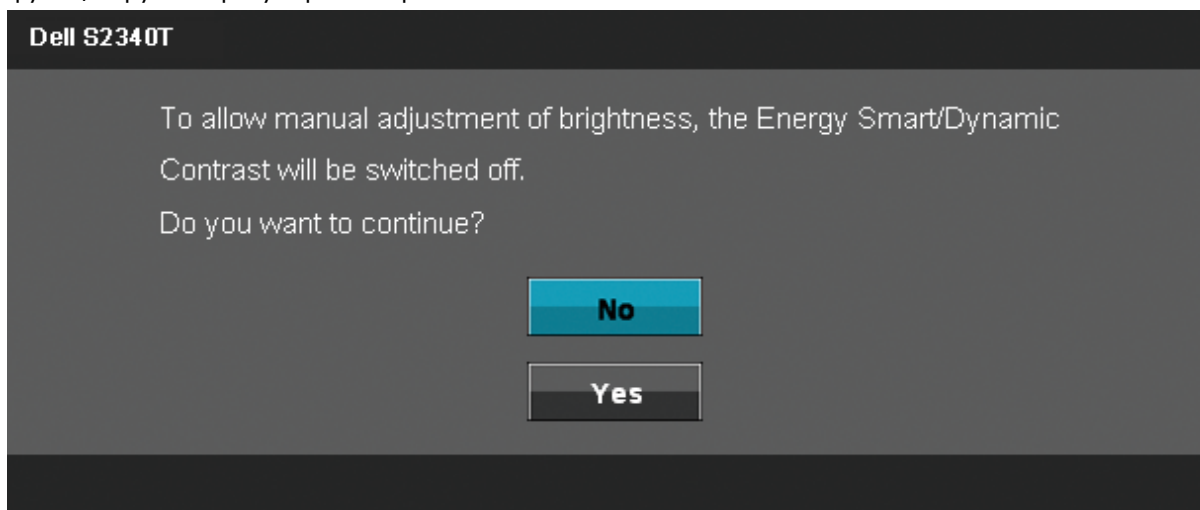 Dell S2340T
To allow manual adjustment of brightness, the Energy Smart/Dynamic
Contrast will be switched off.
Do you want to continue?
No
Yes